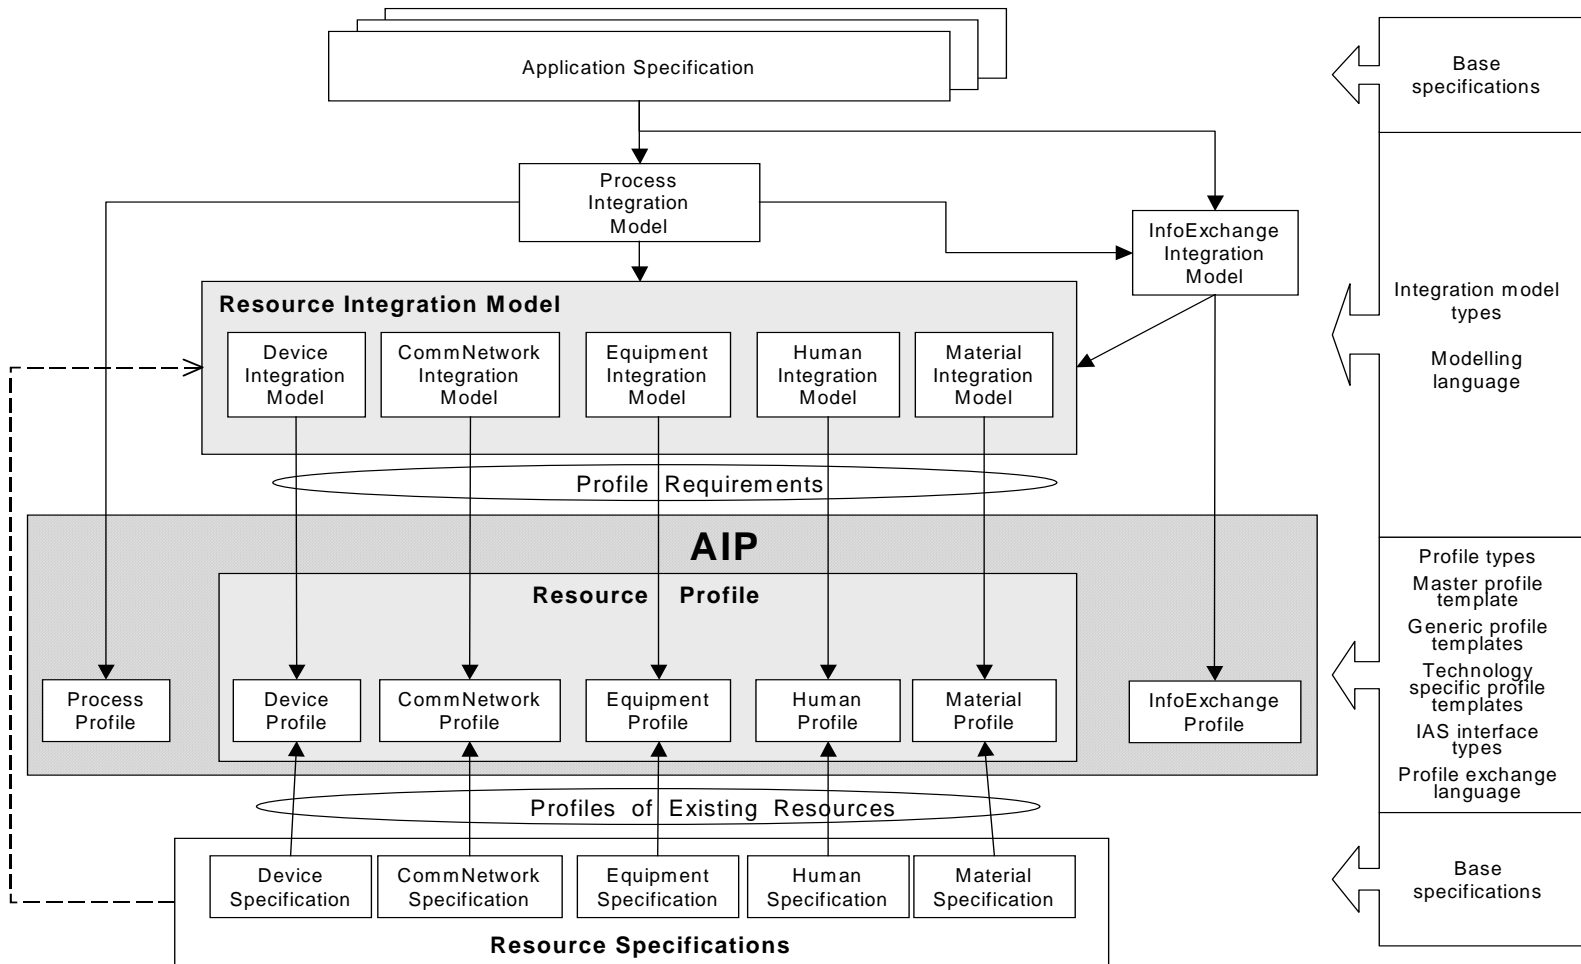 Application Specification
Base
specifications
Process
Integration
Model
InfoExchange
Integration
Model
Resource Integration Model
Device
Integration
Model
CommNetwork
Integration
Model
Equipment
Integration
Model
Human
Integration
Model
Material
Integration
Model
Integration model
types
Modelling
language
Profile Requirements
AIP
Resource Profile
Process
Profile
Device
Profile
CommNetwork
Profile
Equipment
Profile
Human
Profile
Material
Profile
InfoExchange
Profile
Profile types
Master profile
template
Generic profile
templates
Technology
specific profile
templates
IAS interface
types
Profile exchange
language
Profiles of Existing Resources
Device
Specification
CommNetwork
Specification
Equipment
Specification
Human
Specification
Material
Specification
Resource Specifications
Base
specifications